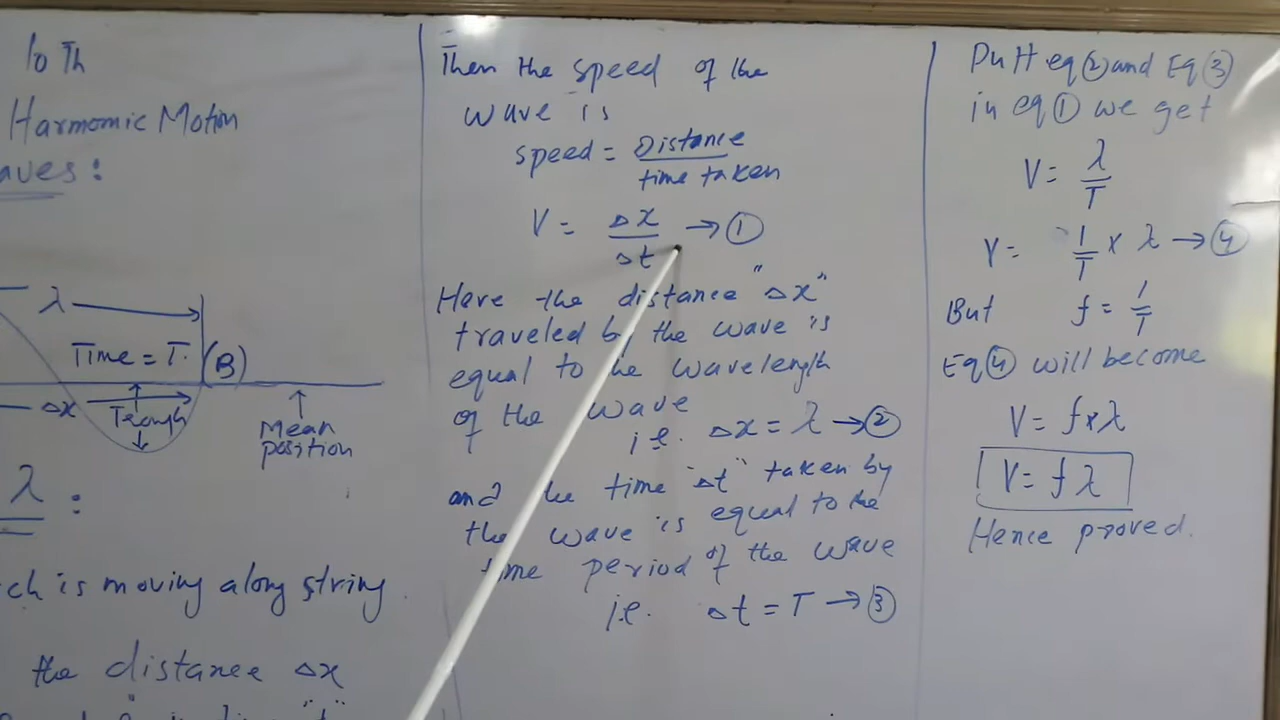 10 Th
Harmomic Motion
aves:
λ
Time = T.
(B)
Δx
Trough
Mean
position
λ :
ch is moving along string
the distance Δx
Then the speed of the
wave is
speed = Distance
time taken
V = Δx
Δt
→ ①
Here the distance "Δx"
traveled by the wave is
equal to the wavelength
of the wave
i.e. Δx = λ → ②
and the time "Δt" taken by
the wave is equal to the
time period of the wave
i.e. Δt = T → ③
Putt eq ② and Eq ③
in eq ① we get
V = λ
T
V = 1
T
x λ → ④
But f = 1
T
Eq ④ will become
V = f x λ
V = f λ
Hence proved.